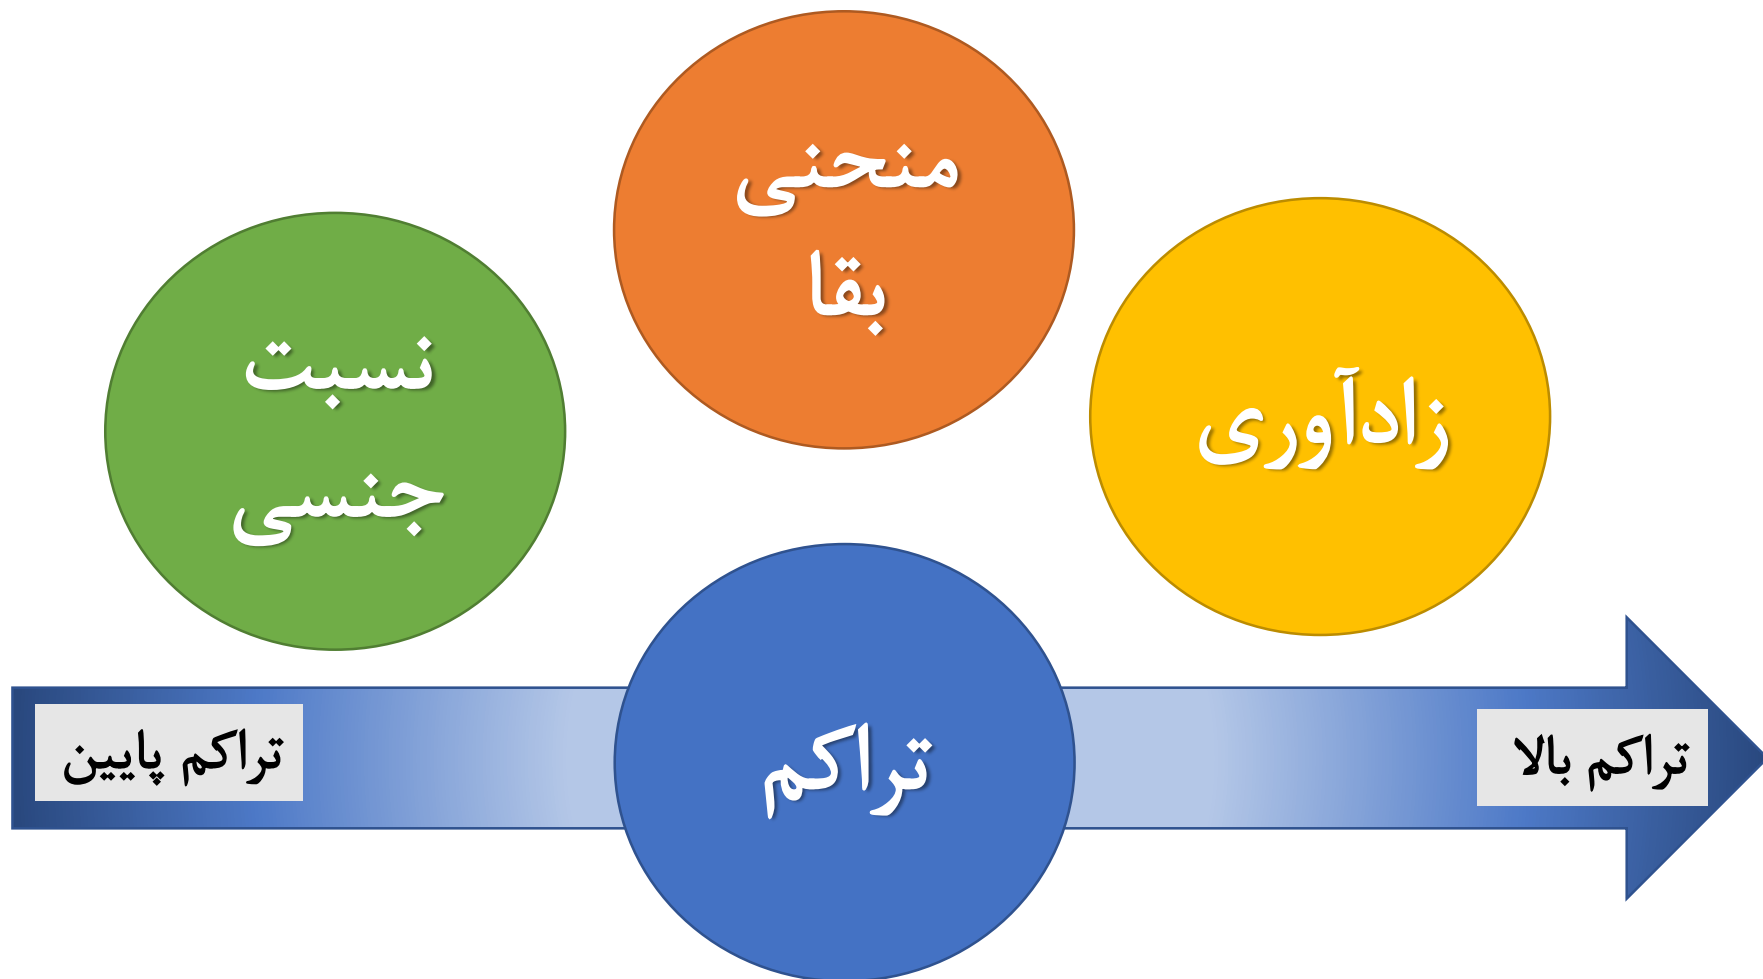 منحنی
بقا
زادآوری
نسبت
جنسی
تراکم
تراکم بالا
تراکم پایین